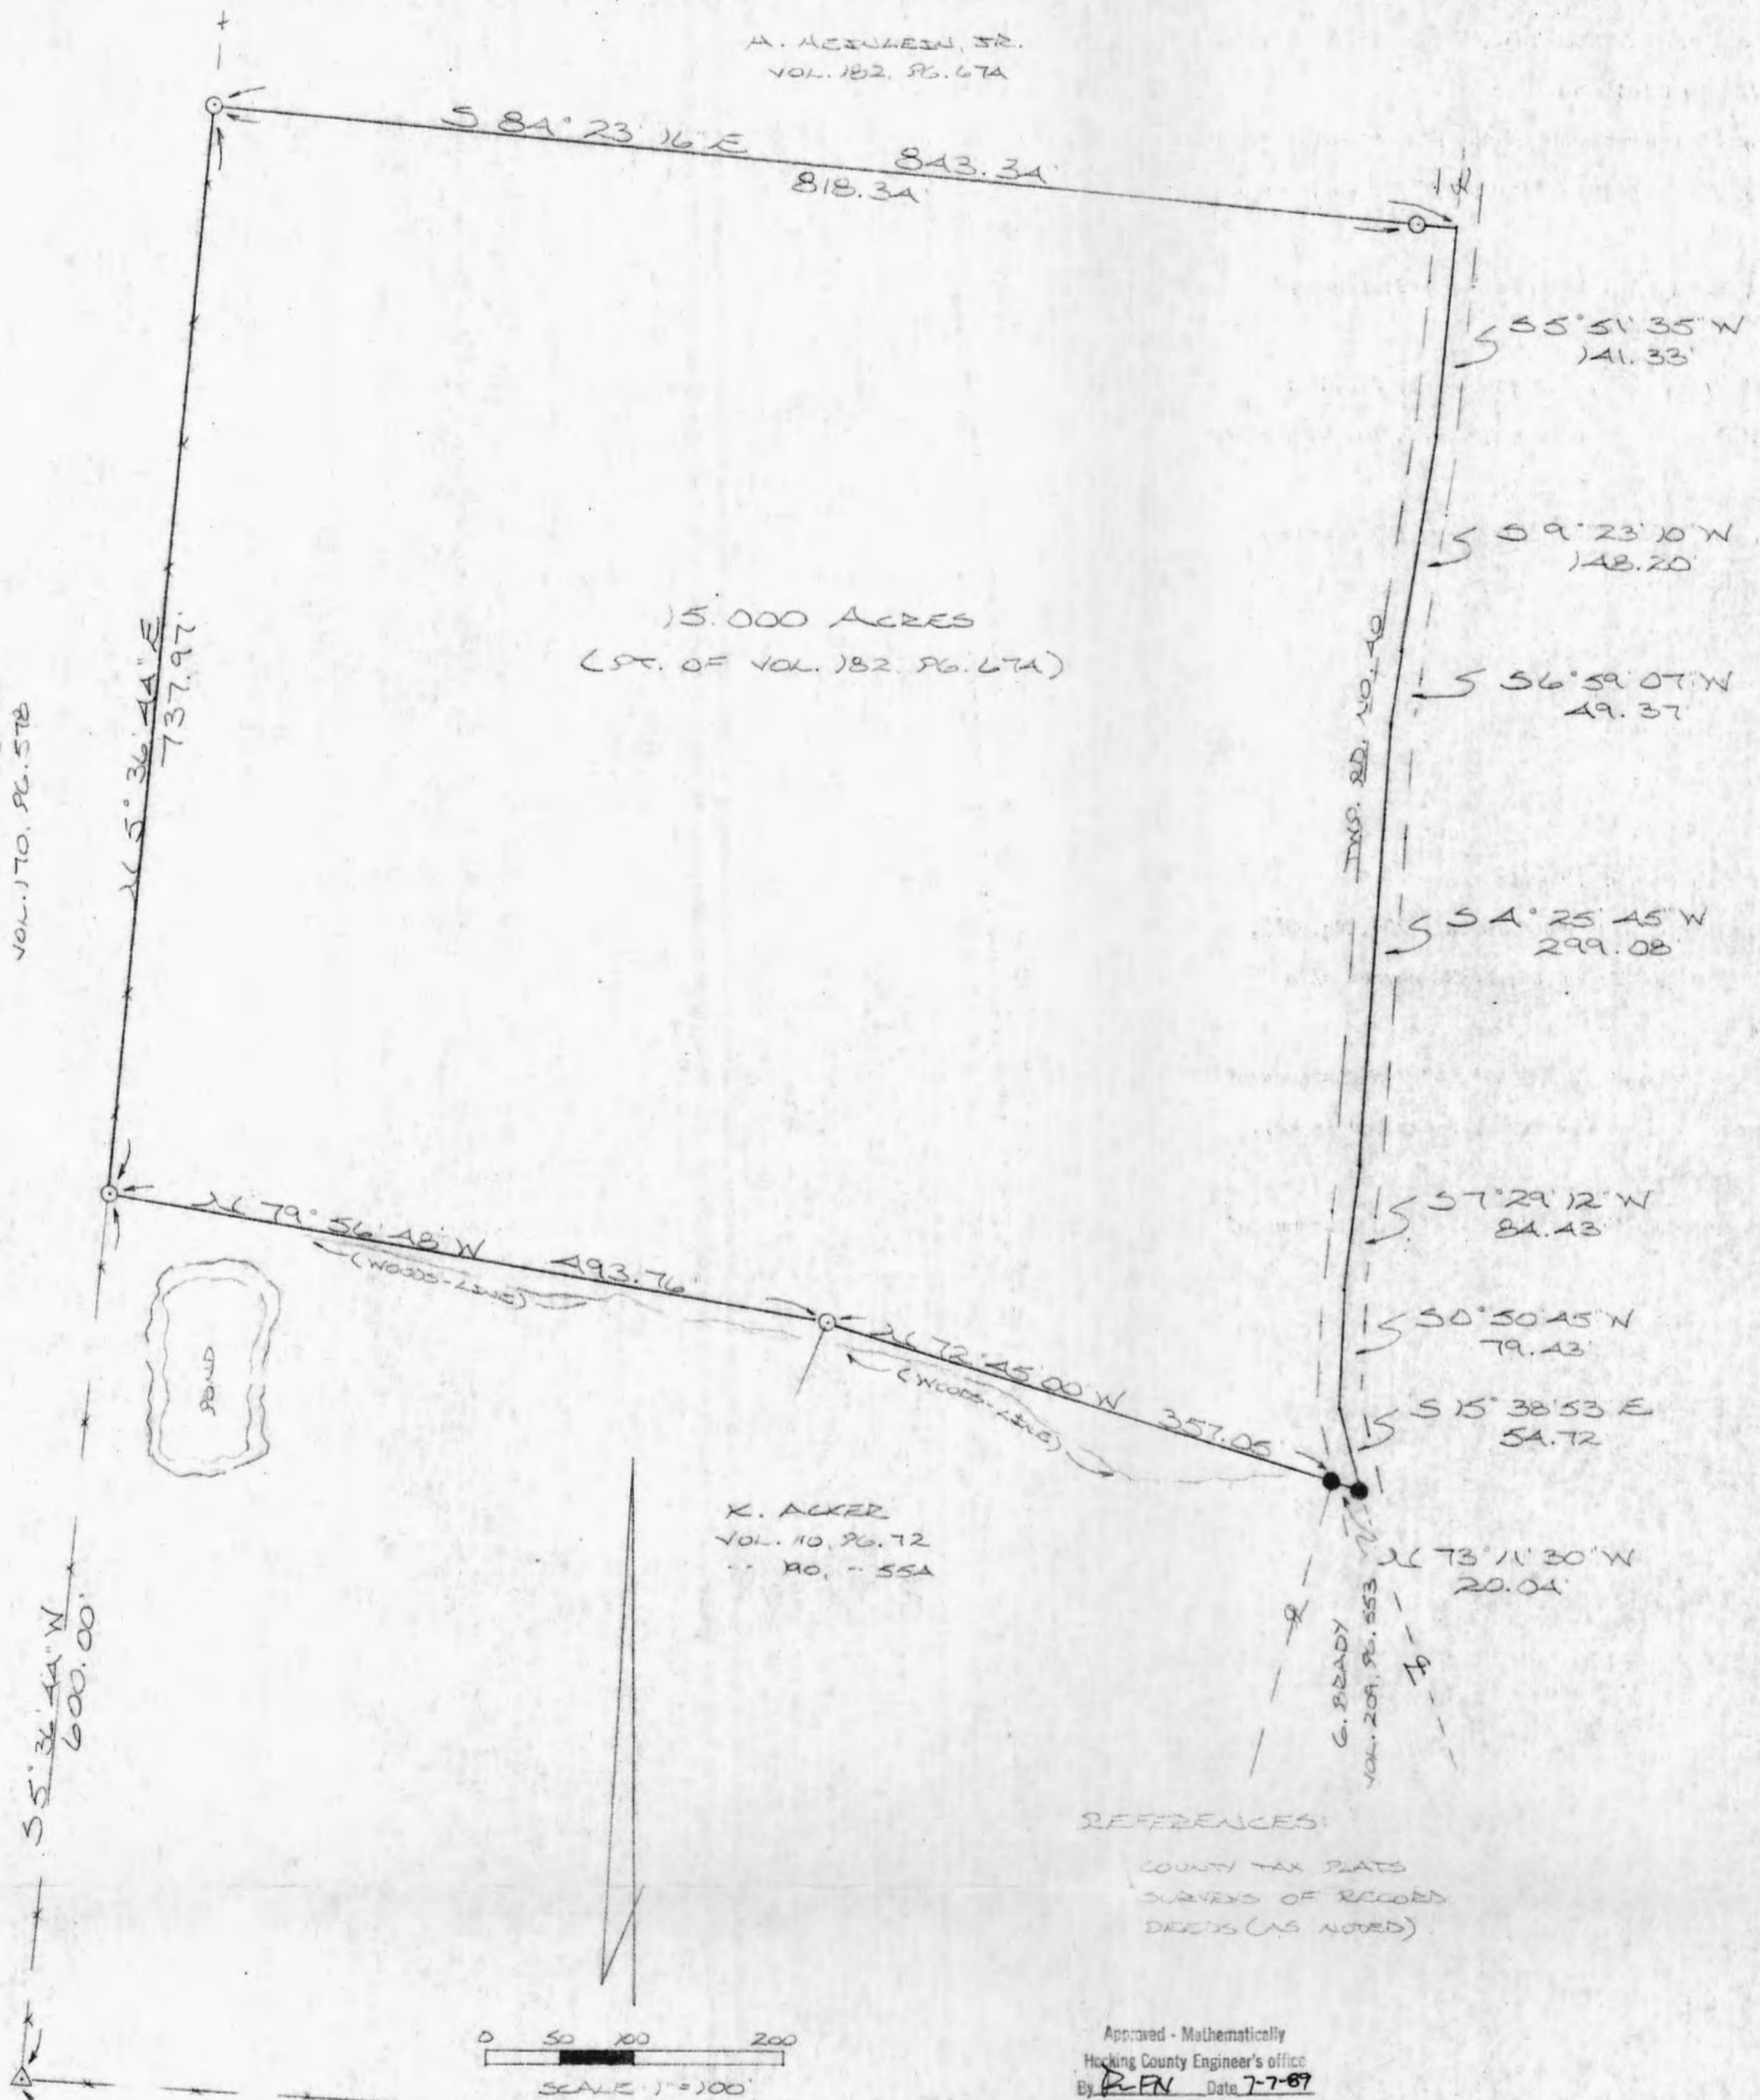 A. HEINLEIN, JR.
VOL. 182, PG. 674
S 84° 23' 16" E 843.34'
818.34'
S 5° 51' 35" W
141.33'
S 9° 23' 10" W
148.20'
15.000 ACRES
(PT. OF VOL. 182, PG. 674)
TWP. RD. NO. 40
S 6° 59' 07" W
49.37'
N 5° 36' 44" E
737.97'
VOL. 170, PG. 578
S 4° 25' 45" W
299.08'
S 7° 29' 12" W
84.43'
N 79° 56' 48" W 493.76'
(WOODS-LINE)
S 0° 50' 45" W
79.43'
POND
N 72° 45' 00" W 357.05'
(WOODS-LINE)
S 15° 38' 53" E
54.72'
K. ACKER
VOL. 110, PG. 72
" 190, " 554
N 73° 11' 30" W
20.04'
G. BRADY
VOL. 209, PG. 553
S 5° 36' 44" W
600.00'
REFERENCES:
COUNTY TAX PLATS
SURVEYS OF RECORD
DEEDS (AS NOTED)
0 50 100 200
SCALE: 1" = 100'
Approved - Mathematically
Hocking County Engineer's office
By Date 7-7-89